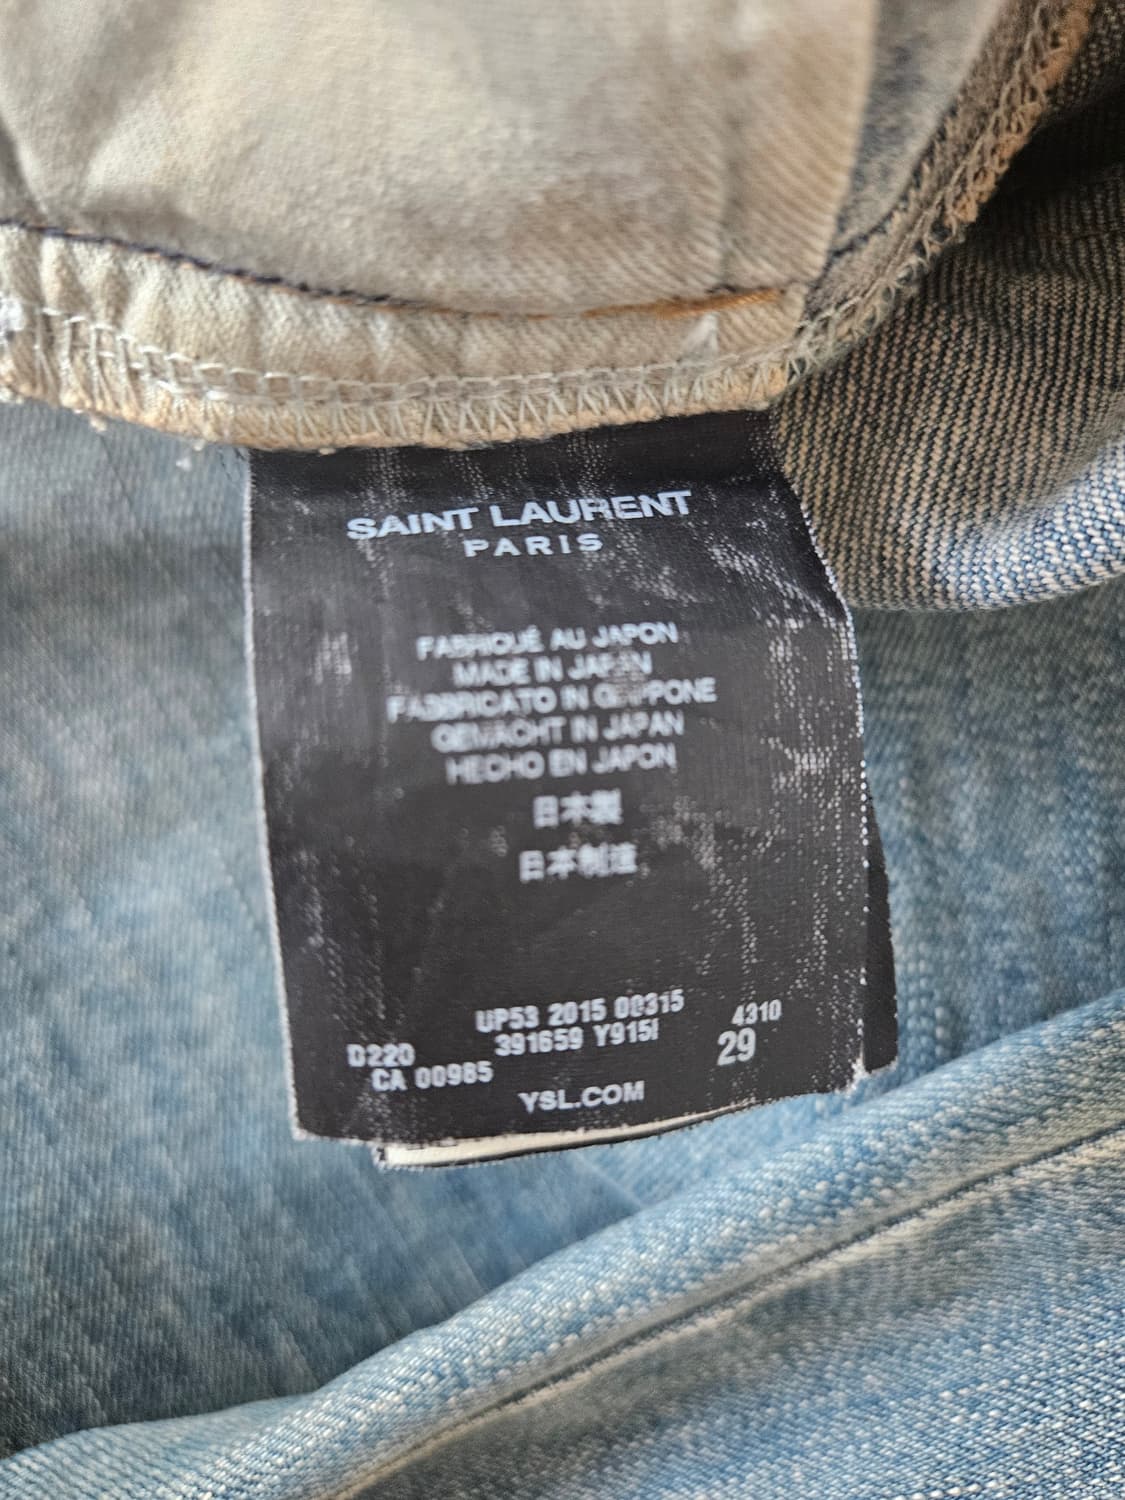 SAINT LAURENT
PARIS
FABRIQUÉ AU JAPON
MADE IN JAPAN
FABBRICATO IN GIAPPONE
GEMACHT IN JAPAN
HECHO EN JAPON
日本製
日本制造
UP53 2015 00315 4310
D220 391659 Y915I 29
CA 00985
YSL.COM